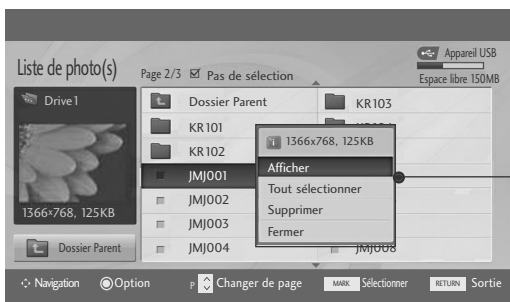 Appareil USB
Liste de photo(s)
Page 2/3
Pas de sélection
Espace libre 150MB
Drive1
Dossier Parent
KR103
KR101
KR102
1366x768, 125KB
JMJ001
Afficher
JMJ002
Tout sélectionner
1366x768, 125KB
Supprimer
JMJ003
Fermer
Dossier Parent
JMJ004
JMJ008
Navigation
Option
P
Changer de page
MARK
Sélectionner
RETURN
Sortie